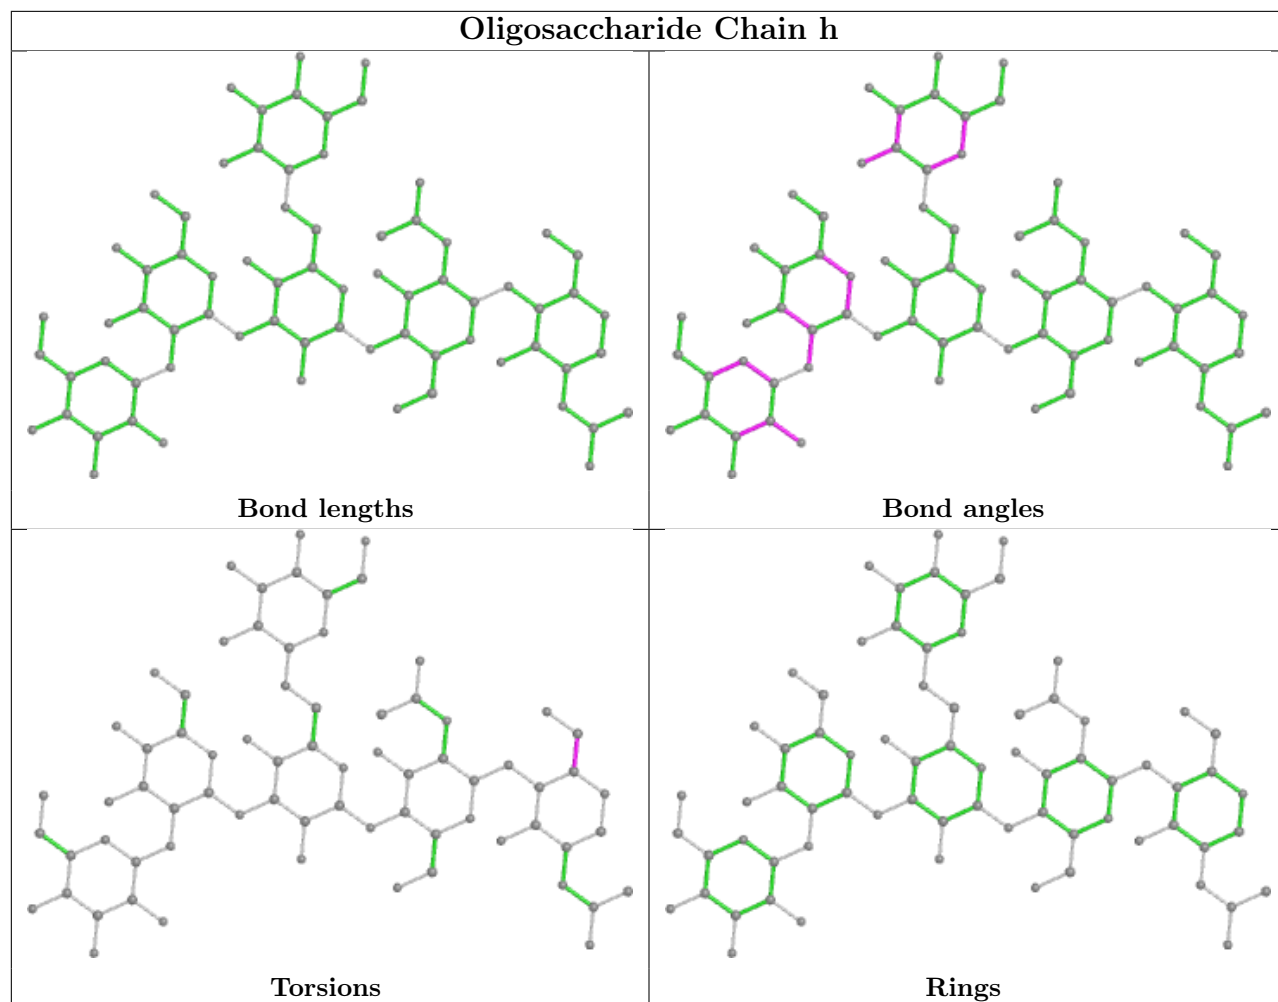 Oligosaccharide Chain h
Bond lengths
Bond angles
Torsions
Rings